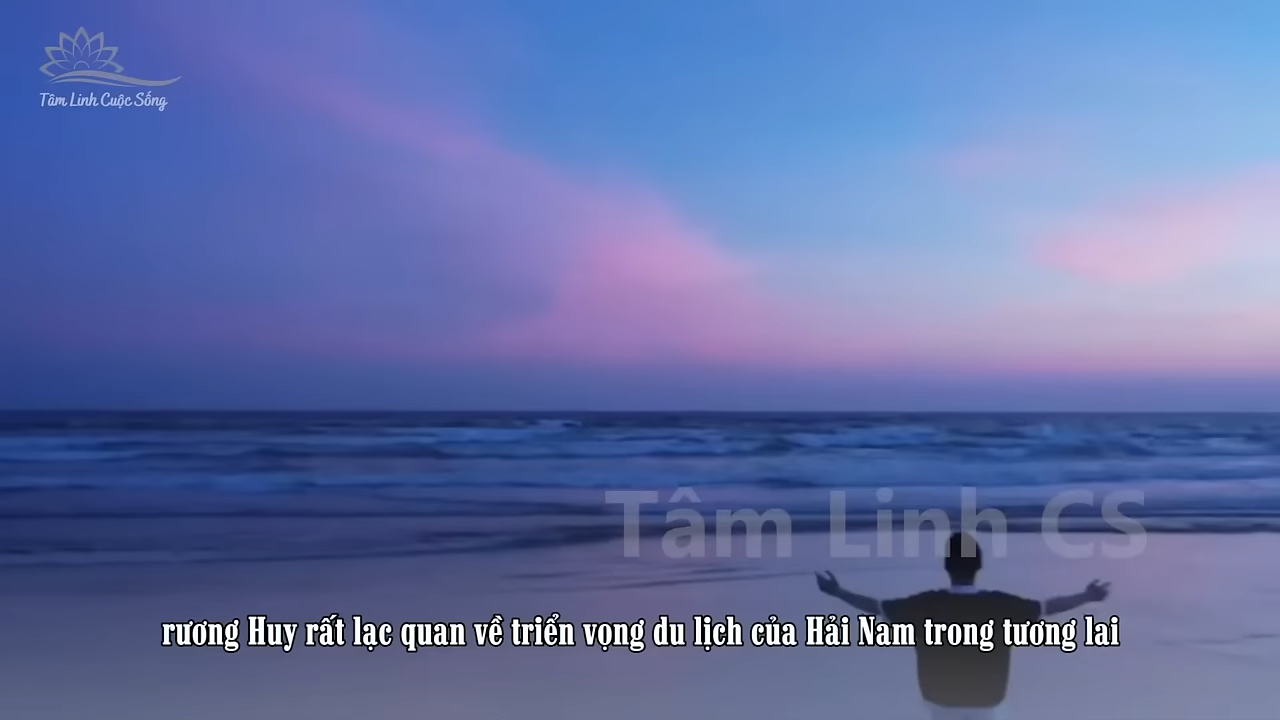 Tâm Linh Cuộc Sống
Tâm Linh CS
rương Huy rất lạc quan về triển vọng du lịch của Hải Nam trong tương lai